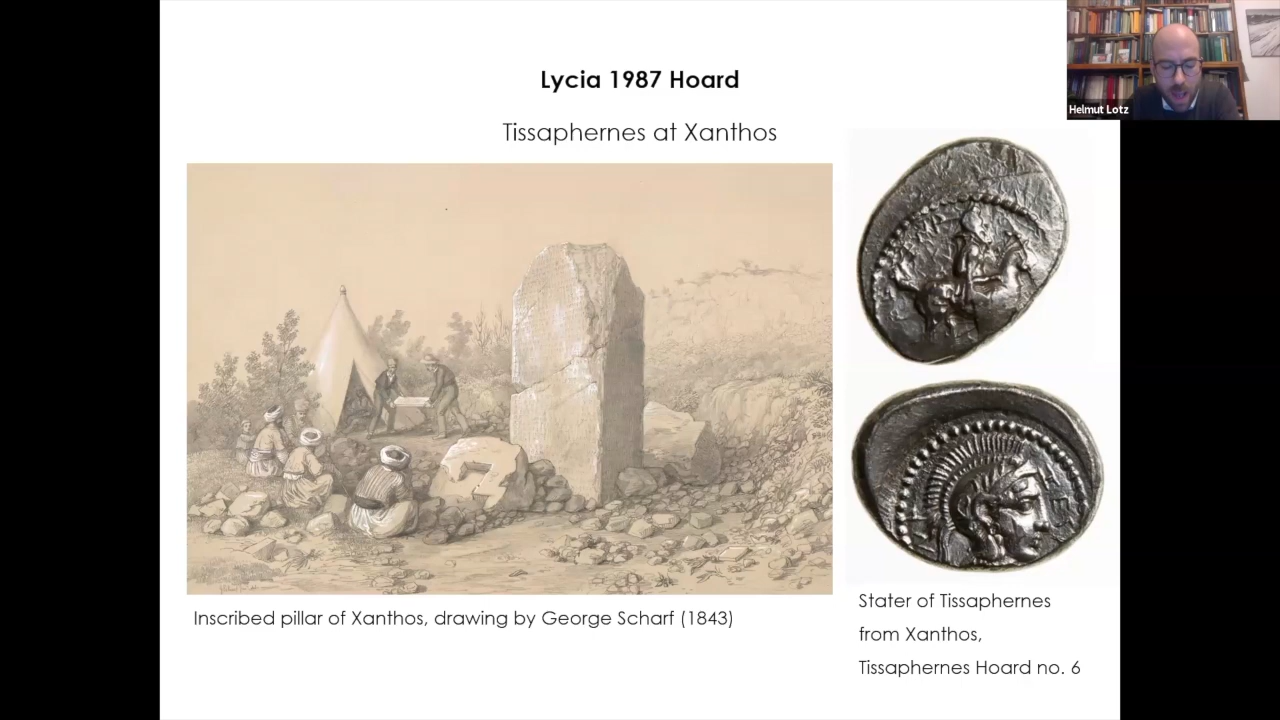 Lycia 1987 Hoard
Helmut Lotz
Tissaphernes at Xanthos
Inscribed pillar of Xanthos, drawing by George Scharf (1843)
Stater of Tissaphernes
from Xanthos,
Tissaphernes Hoard no. 6